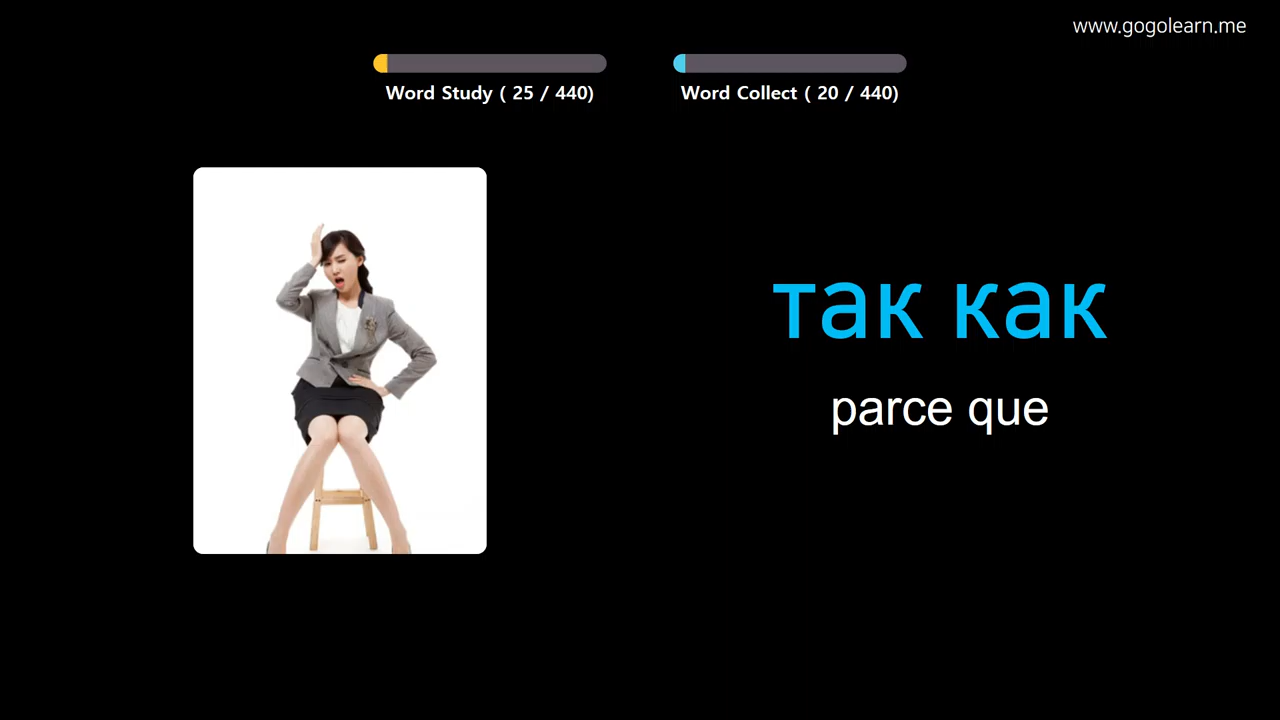 www.gogolearn.me
Word Study ( 25 / 440)
Word Collect ( 20 / 440)
так как
parce que